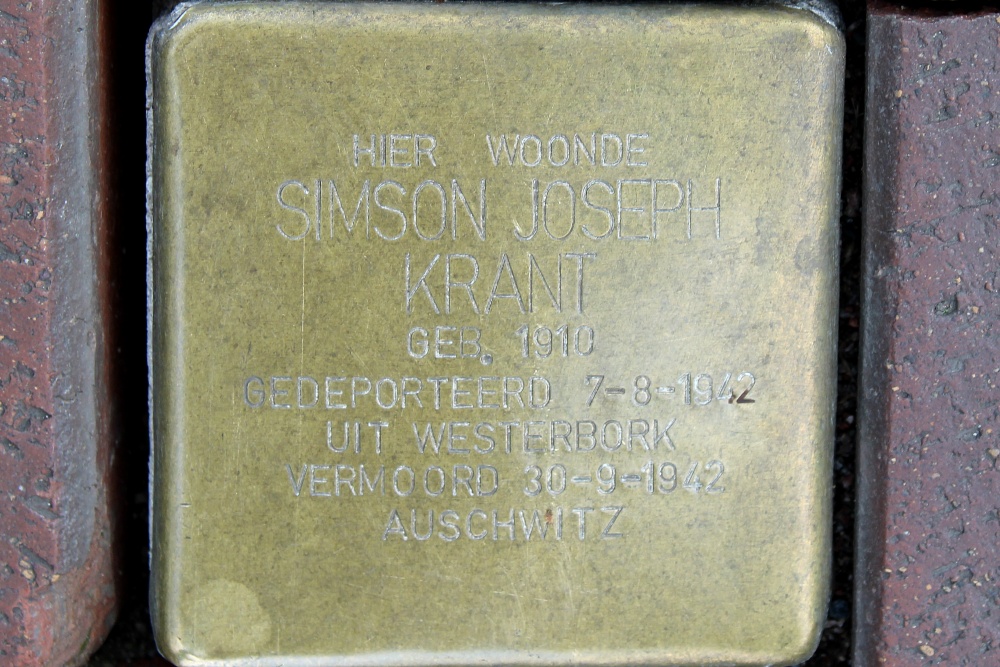 HIER WOONDE
SIMSON JOSEPH
KRANT
GEB. 1910
GEDEPORTEERD 7-8-1942
UIT WESTERBORK
VERMOORD 30-9-1942
AUSCHWITZ